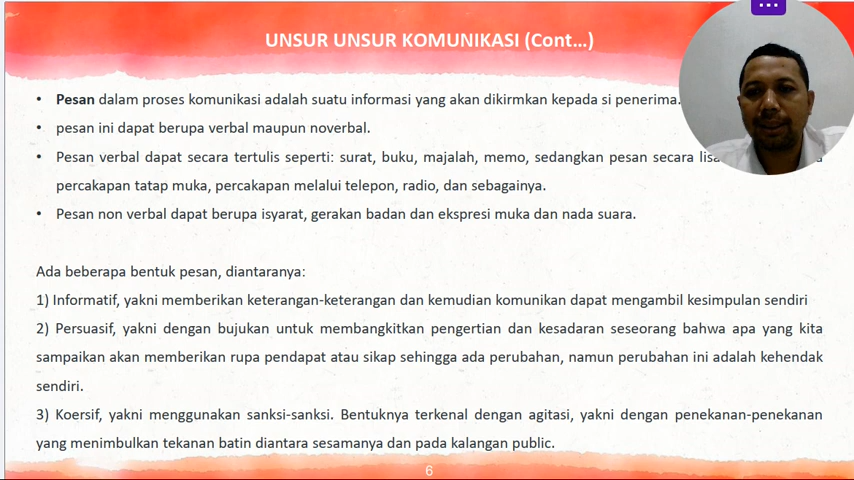 UNSUR UNSUR KOMUNIKASI (Cont...)
• Pesan dalam proses komunikasi adalah suatu informasi yang akan dikirmkan kepada si penerima.
• pesan ini dapat berupa verbal maupun noverbal.
• Pesan verbal dapat secara tertulis seperti: surat, buku, majalah, memo, sedangkan pesan secara
percakapan tatap muka, percakapan melalui telepon, radio, dan sebagainya.
• Pesan non verbal dapat berupa isyarat, gerakan badan dan ekspresi muka dan nada suara.
Ada beberapa bentuk pesan, diantaranya:
1) Informatif, yakni memberikan keterangan-keterangan dan kemudian komunikan dapat mengambil kesimpulan sendiri
2) Persuasif, yakni dengan bujukan untuk membangkitkan pengertian dan kesadaran seseorang bahwa apa yang kita
sampaikan akan memberikan rupa pendapat atau sikap sehingga ada perubahan, namun perubahan ini adalah kehendak
sendiri.
3) Koersif, yakni menggunakan sanksi-sanksi. Bentuknya terkenal dengan agitasi, yakni dengan penekanan-penekanan
yang menimbulkan tekanan batin diantara sesamanya dan pada kalangan public.
6